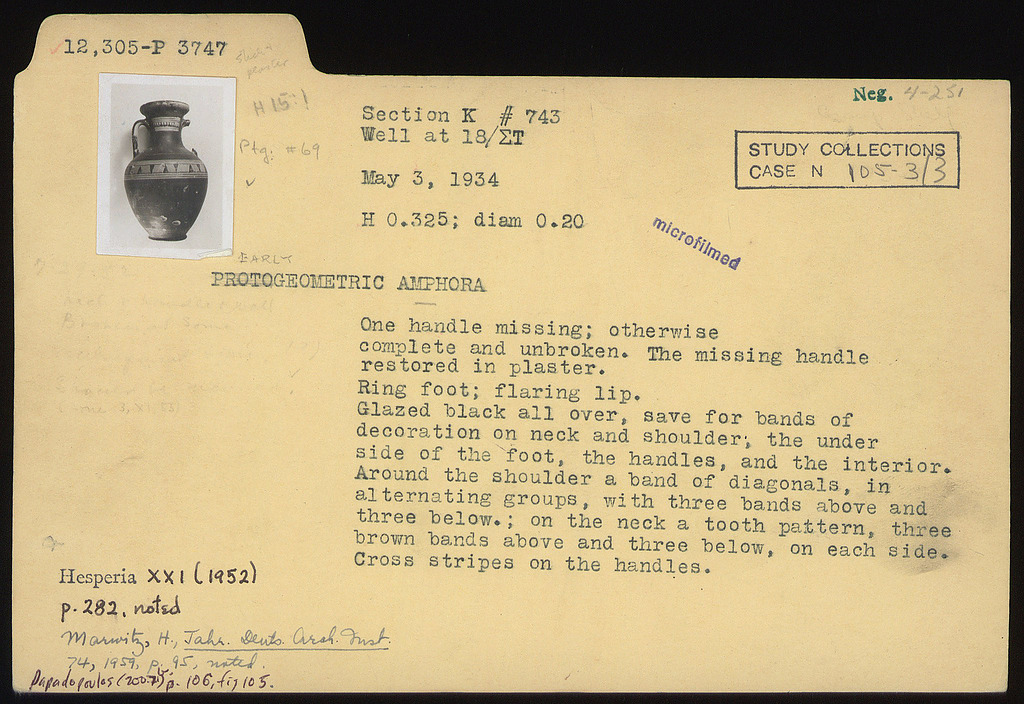 12,305-P 3747
Neg. 4-251
H 15:1
Section K # 743
Well at 18/ΣΤ
Ptg. #69
STUDY COLLECTIONS
CASE N 105-3/3
May 3, 1934
H 0.325; diam 0.20
microfilmed
EARLY
PROTOGEOMETRIC AMPHORA
One handle missing; otherwise
complete and unbroken. The missing handle
restored in plaster.
Ring foot; flaring lip.
Glazed black all over, save for bands of
decoration on neck and shoulder; the under
side of the foot, the handles, and the interior.
Around the shoulder a band of diagonals, in
alternating groups, with three bands above and
three below.; on the neck a tooth pattern, three
brown bands above and three below, on each side.
Cross stripes on the handles.
Hesperia XXI (1952)
p. 282, noted
Marwitz, H., Jahr. Deuts. Arch. Inst.
74, 1959, p. 95, noted.
Papadopoulos (2007) p. 106, fig 105.